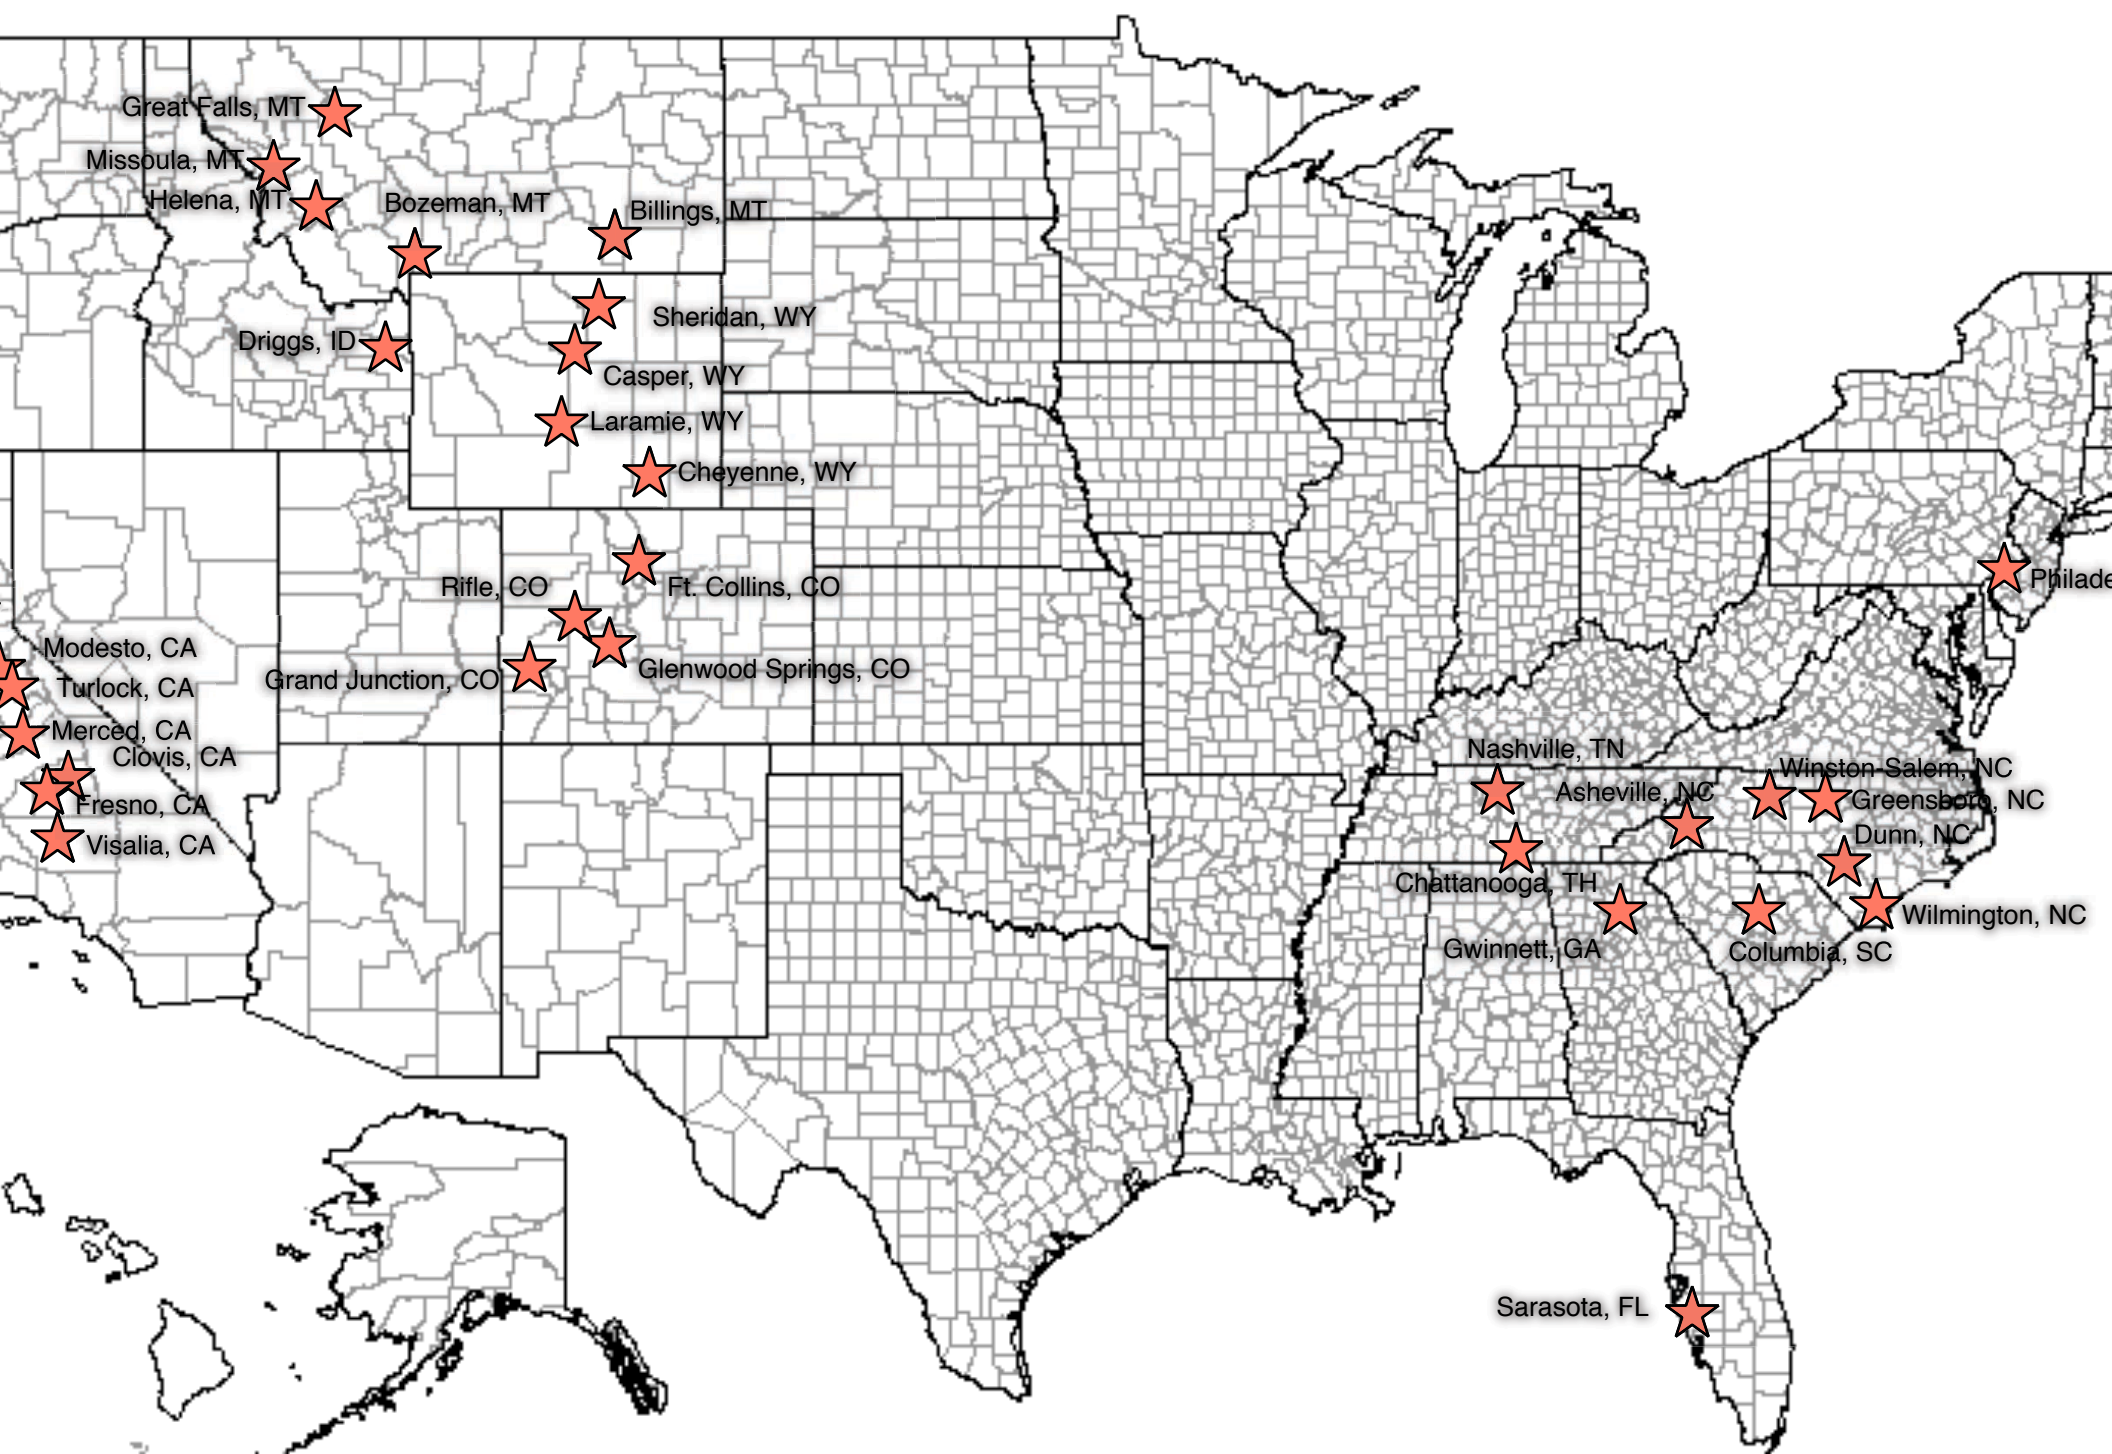 Great Falls, MT
Missoula, MT
Helena, MT
Bozeman, MT
Billings, MT
Sheridan, WY
Driggs, ID
Casper, WY
Laramie, WY
Cheyenne, WY
Rifle, CO
Ft. Collins, CO
Philade
Modesto, CA
Glenwood Springs, CO
Grand Junction, CO
Turlock, CA
Merced, CA
Clovis, CA
Fresno, CA
Visalia, CA
Nashville, TN
Winston-Salem, NC
Asheville, NC
Greensboro, NC
Dunn, NC
Chattanooga, TH
Wilmington, NC
Gwinnett, GA
Columbia, SC
Sarasota, FL